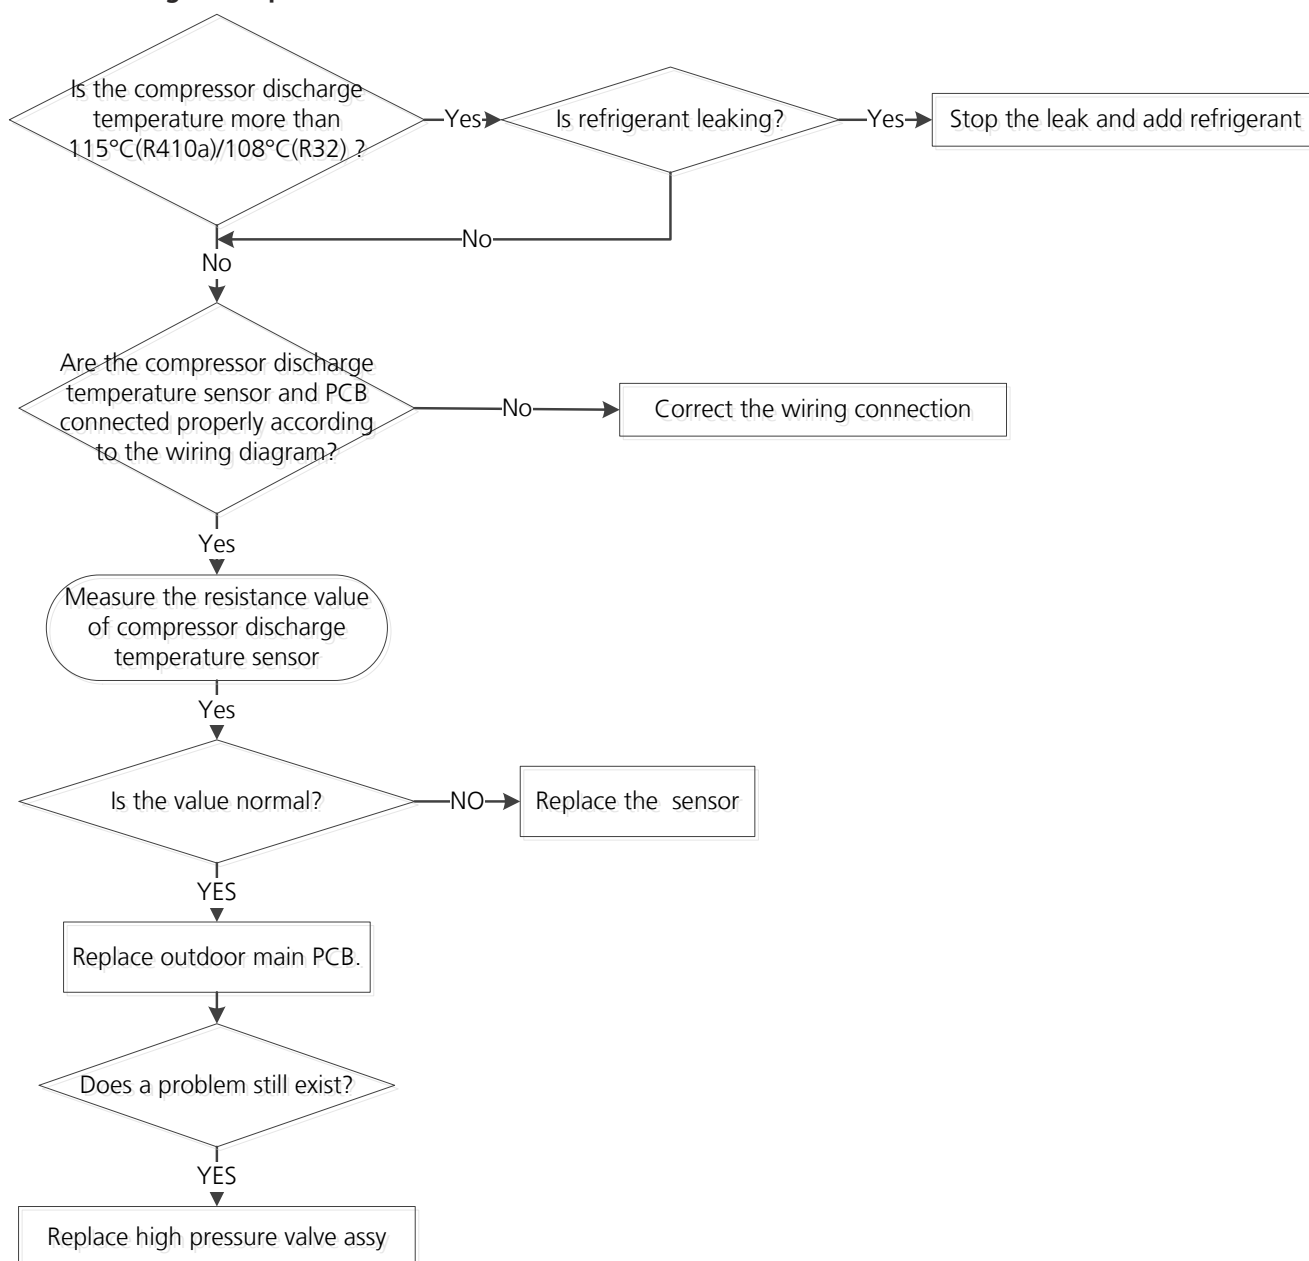 Is the compressor discharge
temperature more than
115°C(R410a)/108°C(R32) ?
Yes
Is refrigerant leaking?
Yes
Stop the leak and add refrigerant
No
No
Are the compressor discharge
temperature sensor and PCB
connected properly according
to the wiring diagram?
No
Correct the wiring connection
Yes
Measure the resistance value
of compressor discharge
temperature sensor
Yes
Is the value normal?
NO
Replace the sensor
YES
Replace outdoor main PCB.
Does a problem still exist?
YES
Replace high pressure valve assy